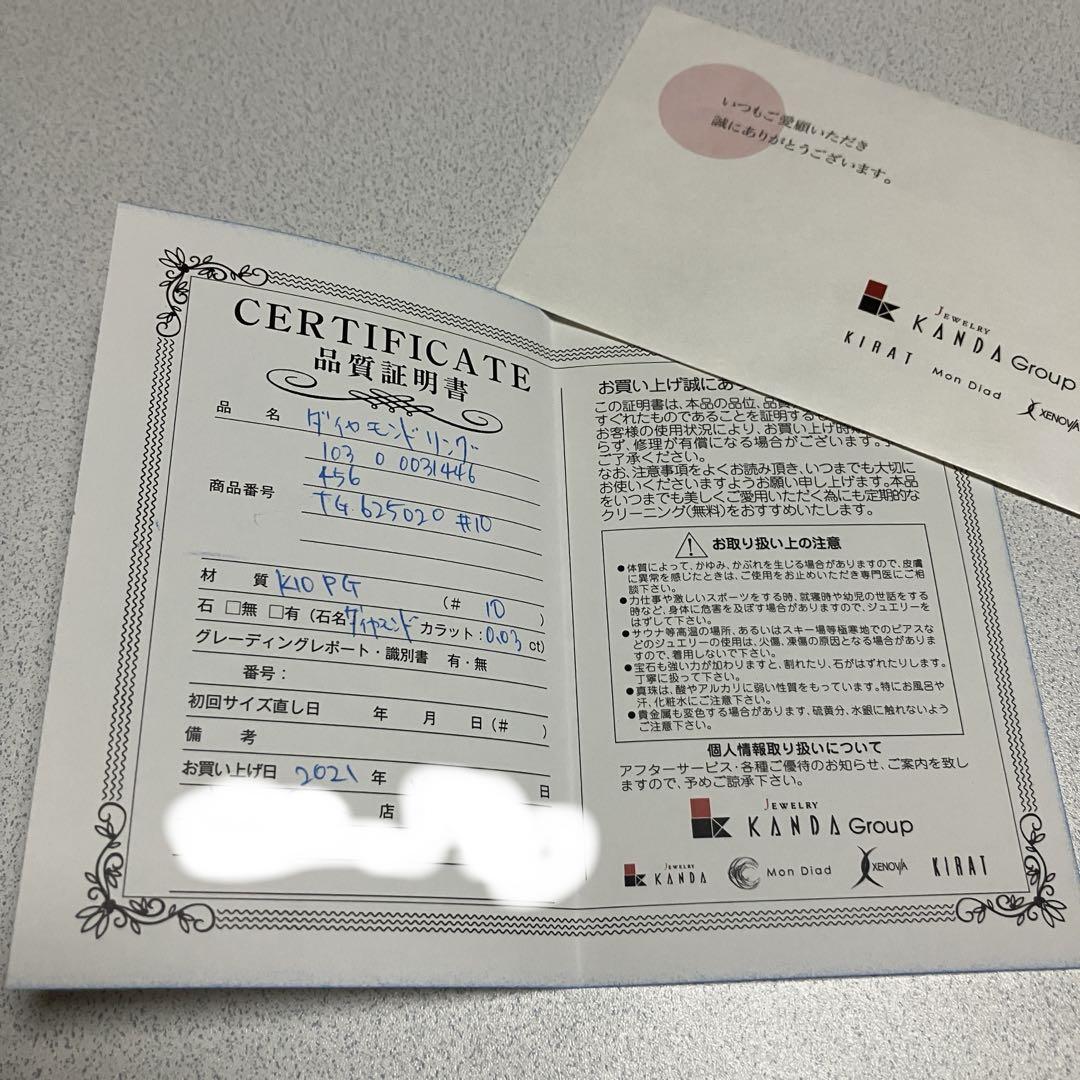 いつもご愛顧いただき
誠にありがとうございます。
JEWELRY
KANDA Group
KIRAT Mon Diad XENOVIA
CERTIFICATE
品質証明書
品名 ダイヤモンドリング
103 0 0031446
商品番号 456
TG.625020 #10
材質 K10 PG (# 10 )
石 □無 □有 (石名 ダイヤモンド カラット:0.03 ct)
グレーディングレポート・識別書 有・無
番号:
初回サイズ直し日 年 月 日(# )
備考
お買い上げ日 2021 年 日
店
お買い上げ誠にあ
この証明書は、本品の品位、品
すぐれたものであることを証明する
お客様の使用状況により、お買い上げ時
らず、修理が有償になる場合がございます。
ご了承ください。
なお、注意事項をよくお読み頂き、いつまでも大切に
お使いくださいますようお願い申し上げます。本品
をいつまでも美しくご愛用いただく為にも定期的な
クリーニング(無料)をおすすめいたします。
お取り扱い上の注意
●体質によって、かゆみ、かぶれを生じる場合がありますので、皮膚
に異常を感じたときは、ご使用をお止めいただき専門医にご相
談下さい。
●力仕事や激しいスポーツをする時、就寝時や幼児の世話をする
時など、身体に危害を及ぼす場合がありますので、ジュエリーを
はずして下さい。
●サウナ等高温の場所、あるいはスキー場等極寒地でのピアスな
どのジュエリーの使用は、火傷、凍傷の原因となる場合がありま
すので、着用しないで下さい。
●宝石も強い力が加わりますと、割れたり、石がはずれたりします。
丁寧に扱って下さい。
●真珠は、酸やアルカリに弱い性質をもっています。特にお風呂や
汗、化粧水にご注意下さい。
●貴金属も変色する場合があります、硫黄分、水銀に触れないよう
ご注意下さい。
個人情報取り扱いについて
アフターサービス・各種ご優待のお知らせ、ご案内を致し
ますので、予めご諒承下さい。
JEWELRY
KANDA Group
JEWELRY KANDA Mon Diad XENOVIA KIRAT